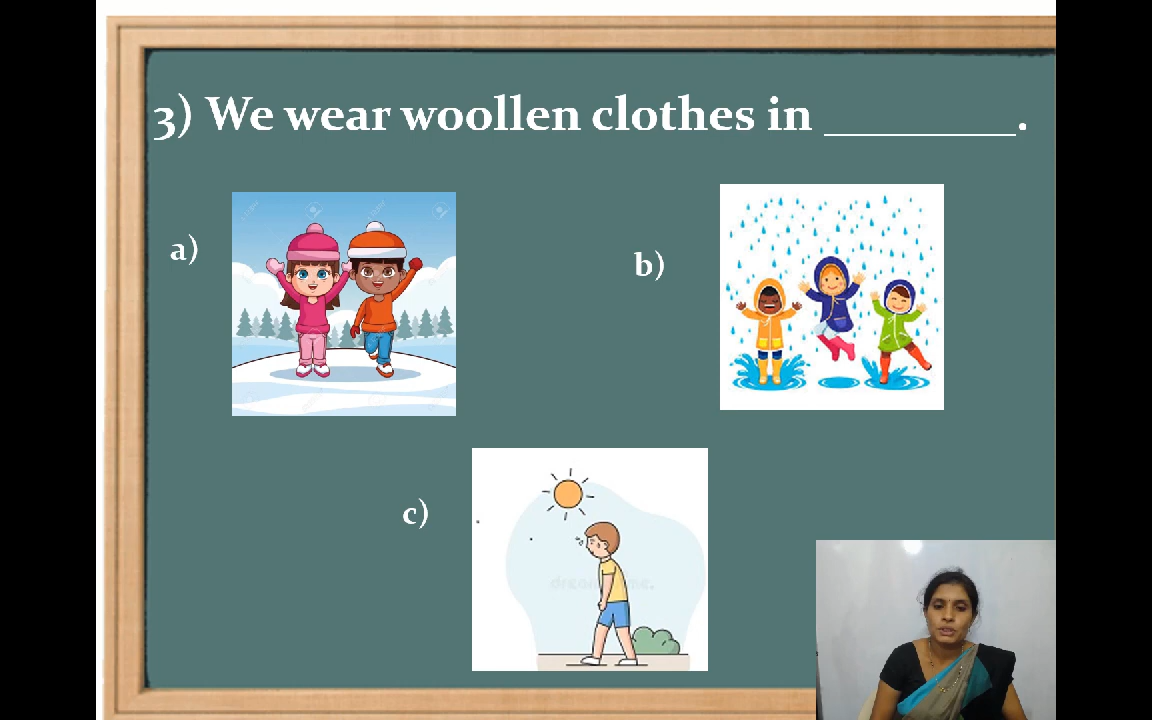 3) We wear woollen clothes in ________.
a)
b)
c)